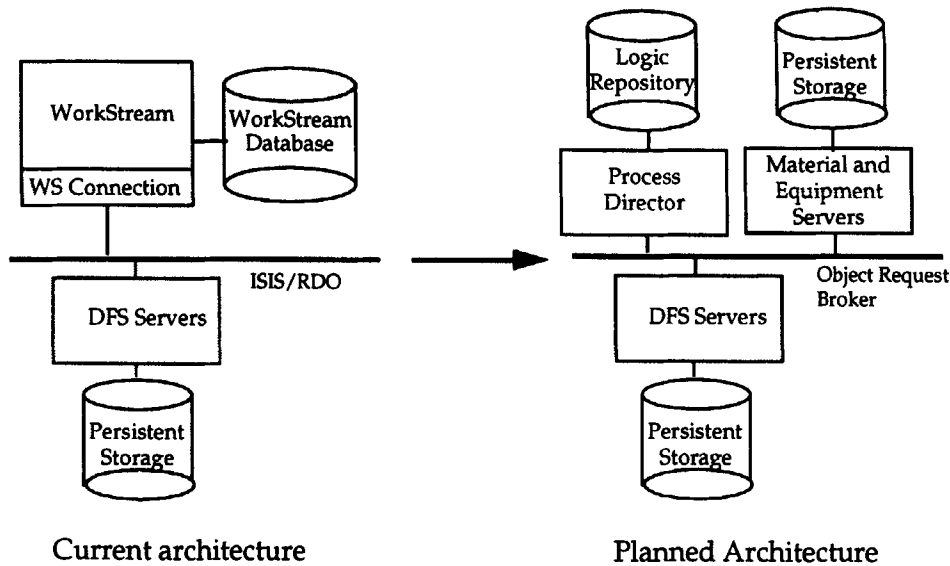 WorkStream
WS Connection
WorkStream
Database
ISIS/RDO
DFS Servers
Persistent
Storage
Current architecture
Logic
Repository
Persistent
Storage
Process
Director
Material and
Equipment
Servers
Object Request
Broker
DFS Servers
Persistent
Storage
Planned Architecture